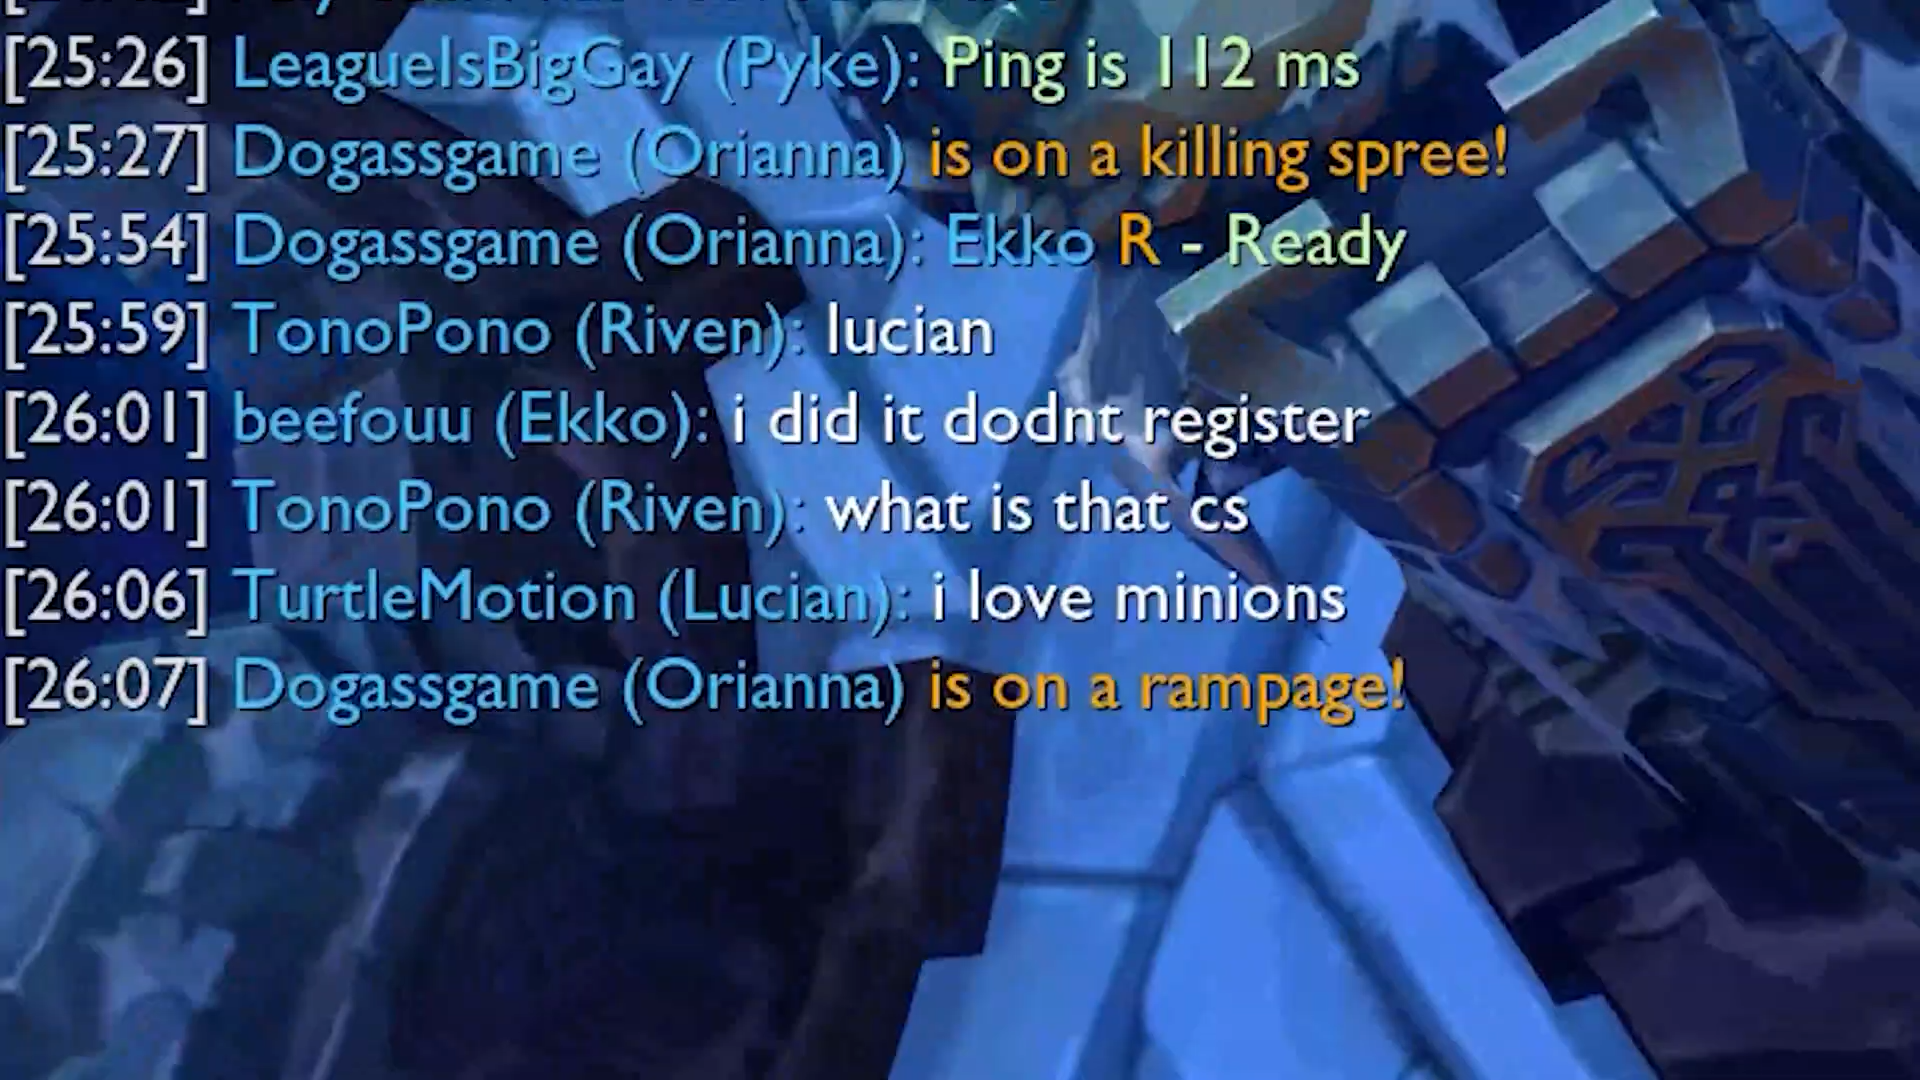 [25:26] LeagueIsBigGay (Pyke): Ping is 112 ms
[25:27] Dogassgame (Orianna) is on a killing spree!
[25:54] Dogassgame (Orianna): Ekko R - Ready
[25:59] TonoPono (Riven): lucian
[26:01] beefouu (Ekko): i did it dodnt register
[26:01] TonoPono (Riven): what is that cs
[26:06] TurtleMotion (Lucian): i love minions
[26:07] Dogassgame (Orianna) is on a rampage!